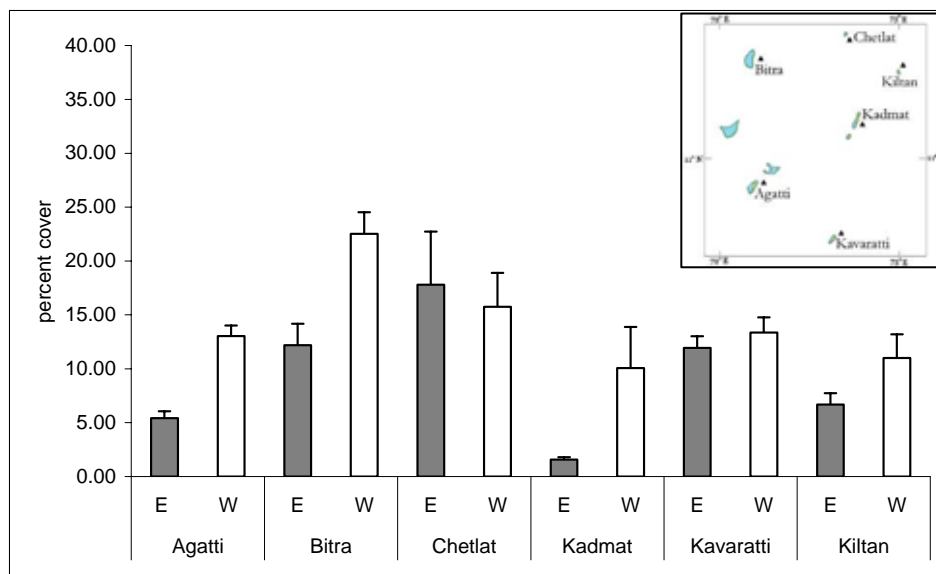 40.00
35.00
30.00
25.00
20.00
15.00
10.00
5.00
0.00
percent cover
E W E W E W E W E W E W
Agatti Bitra Chetlat Kadmat Kavaratti Kiltan
Chetlat
Bitra
Kiltan
Kadmat
Agatti
Kavaratti